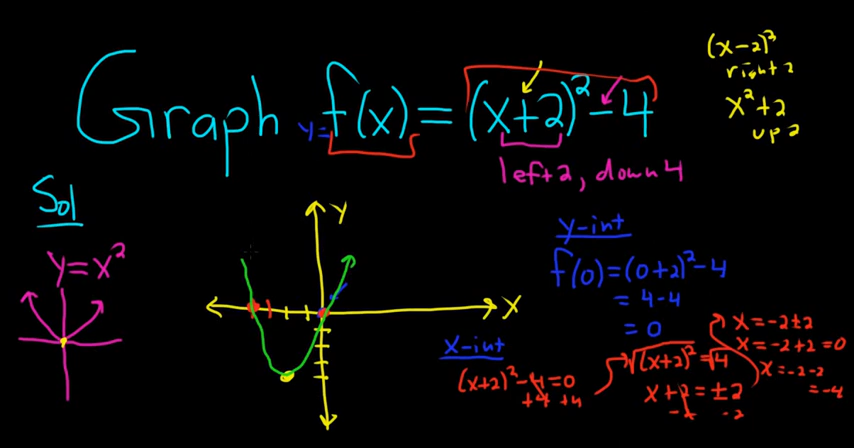 Graph f(x) = (x+2)² - 4
y=
left 2, down 4
(x-2)²
right 2
x²+2
up 2
Sol
y=x²
Y
X
y-int
f(0)=(0+2)²-4
= 4-4
= 0
X-int
(x+2)²-4=0
+4 +4
√(x+2)² = √4
x+2 = ±2
-2 -2
x = -2±2
x = -2+2 = 0
x = -2-2
= -4